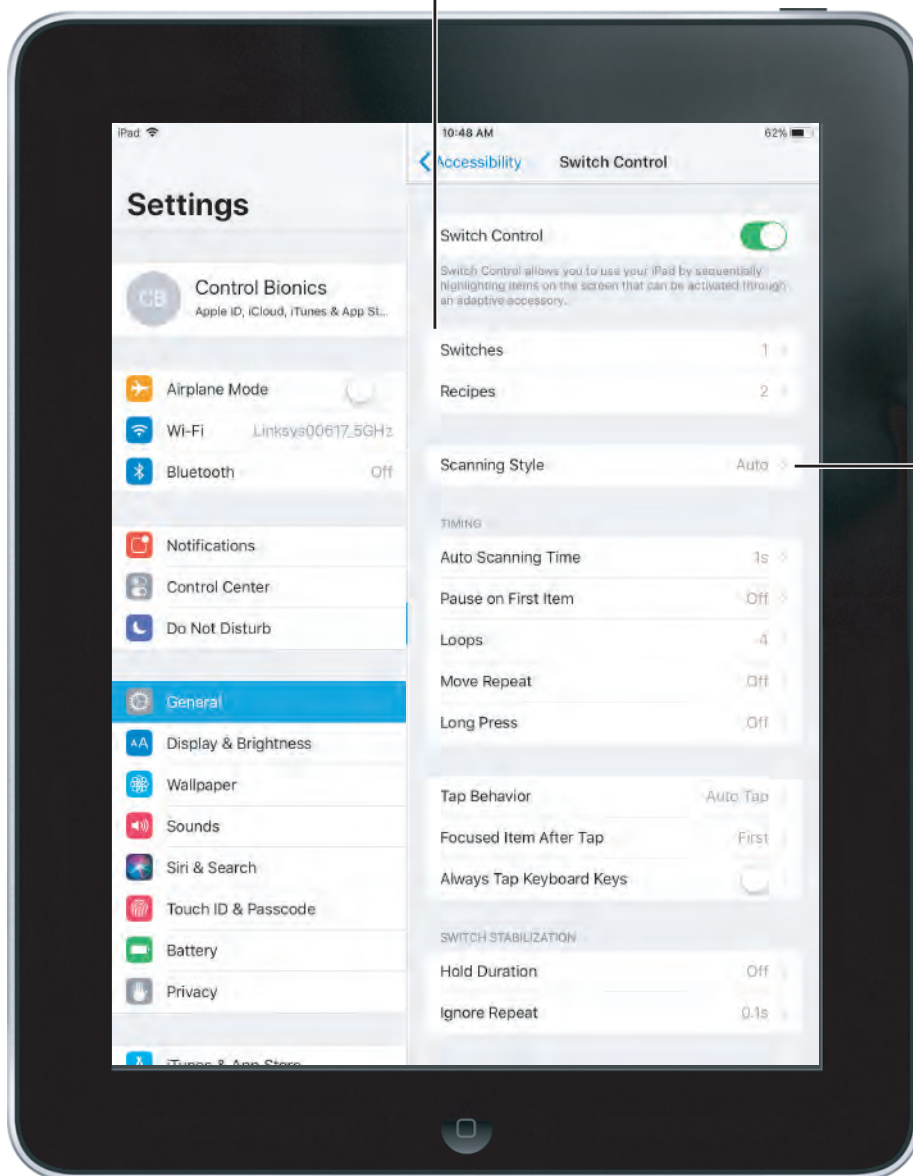 iPad
10:48 AM
62%
Settings
Accessibility
Switch Control
CB
Control Bionics
Apple ID, iCloud, iTunes & App St...
Airplane Mode
Wi-Fi Linksys00617_5GHz
Bluetooth Off
Notifications
Control Center
Do Not Disturb
General
AA Display & Brightness
Wallpaper
Sounds
Siri & Search
Touch ID & Passcode
Battery
Privacy
iTunes & App Store
Switch Control
Switch Control allows you to use your iPad by sequentially
highlighting items on the screen that can be activated through
an adaptive accessory.
Switches 1
Recipes 2
Scanning Style Auto
TIMING
Auto Scanning Time 1s
Pause on First Item Off
Loops 4
Move Repeat Off
Long Press Off
Tap Behavior Auto Tap
Focused Item After Tap First
Always Tap Keyboard Keys
SWITCH STABILIZATION
Hold Duration Off
Ignore Repeat 0.1s